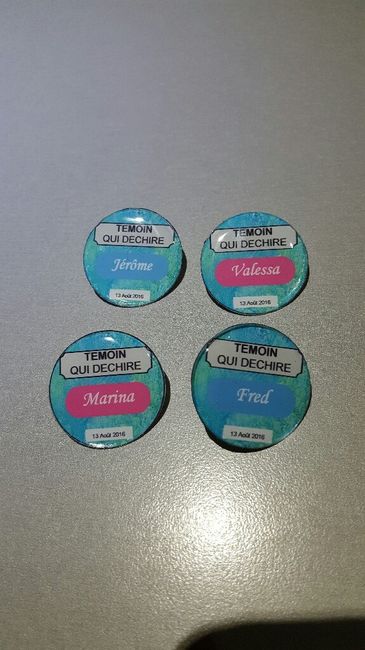 TEMOIN
QUI DECHIRE
Jérôme
13 Août 2016
TEMOIN
QUI DECHIRE
Valessa
13 Août 2016
TEMOIN
QUI DECHIRE
Marina
13 Août 2016
TEMOIN
QUI DECHIRE
Fred
13 Août 2016